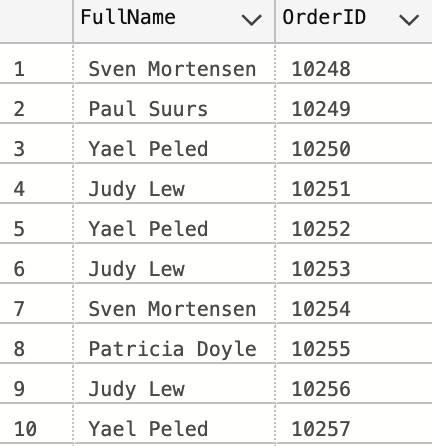 FullName OrderID
1 Sven Mortensen 10248
2 Paul Suurs 10249
3 Yael Peled 10250
4 Judy Lew 10251
5 Yael Peled 10252
6 Judy Lew 10253
7 Sven Mortensen 10254
8 Patricia Doyle 10255
9 Judy Lew 10256
10 Yael Peled 10257